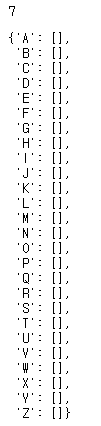 7
{'A': [],
'B': [],
'C': [],
'D': [],
'E': [],
'F': [],
'G': [],
'H': [],
'I': [],
'J': [],
'K': [],
'L': [],
'M': [],
'N': [],
'O': [],
'P': [],
'Q': [],
'R': [],
'S': [],
'T': [],
'U': [],
'V': [],
'W': [],
'X': [],
'Y': [],
'Z': []}